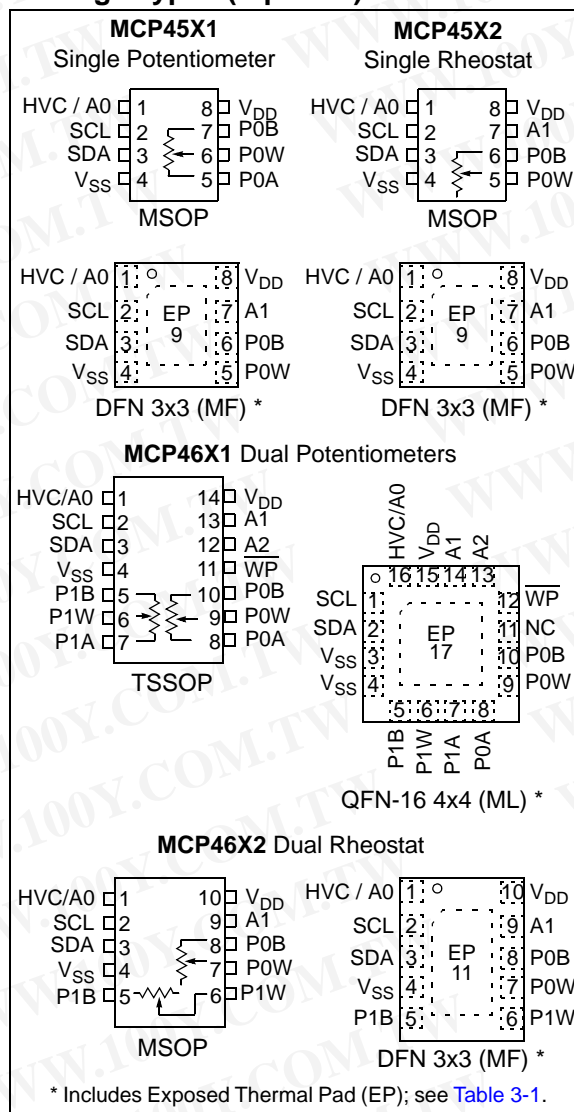 MCP45X1
Single Potentiometer
HVC / A0 1 8 VDD
SCL 2 7 P0B
SDA 3 6 P0W
VSS 4 5 P0A
MSOP
MCP45X2
Single Rheostat
HVC / A0 1 8 VDD
SCL 2 7 A1
SDA 3 6 P0B
VSS 4 5 P0W
MSOP
HVC / A0 1 8 VDD
SCL 2 EP 7 A1
SDA 3 9 6 P0B
VSS 4 5 P0W
DFN 3x3 (MF) *
HVC / A0 1 8 VDD
SCL 2 EP 7 A1
SDA 3 9 6 P0B
VSS 4 5 P0W
DFN 3x3 (MF) *
MCP46X1 Dual Potentiometers
HVC/A0 1 14 VDD
SCL 2 13 A1
SDA 3 12 A2
VSS 4 11 WP
P1B 5 10 P0B
P1W 6 9 P0W
P1A 7 8 P0A
TSSOP
HVC/A0 VDD A1 A2
16 15 14 13
SCL 1 12 WP
SDA 2 EP 11 NC
VSS 3 17 10 P0B
VSS 4 9 P0W
5 6 7 8
P1B P1W P1A P0A
QFN-16 4x4 (ML) *
MCP46X2 Dual Rheostat
HVC/A0 1 10 VDD
SCL 2 9 A1
SDA 3 8 P0B
VSS 4 7 P0W
P1B 5 6 P1W
MSOP
HVC / A0 1 10 VDD
SCL 2 9 A1
SDA 3 EP 8 P0B
VSS 4 11 7 P0W
P1B 5 6 P1W
DFN 3x3 (MF) *
* Includes Exposed Thermal Pad (EP); see Table 3-1.